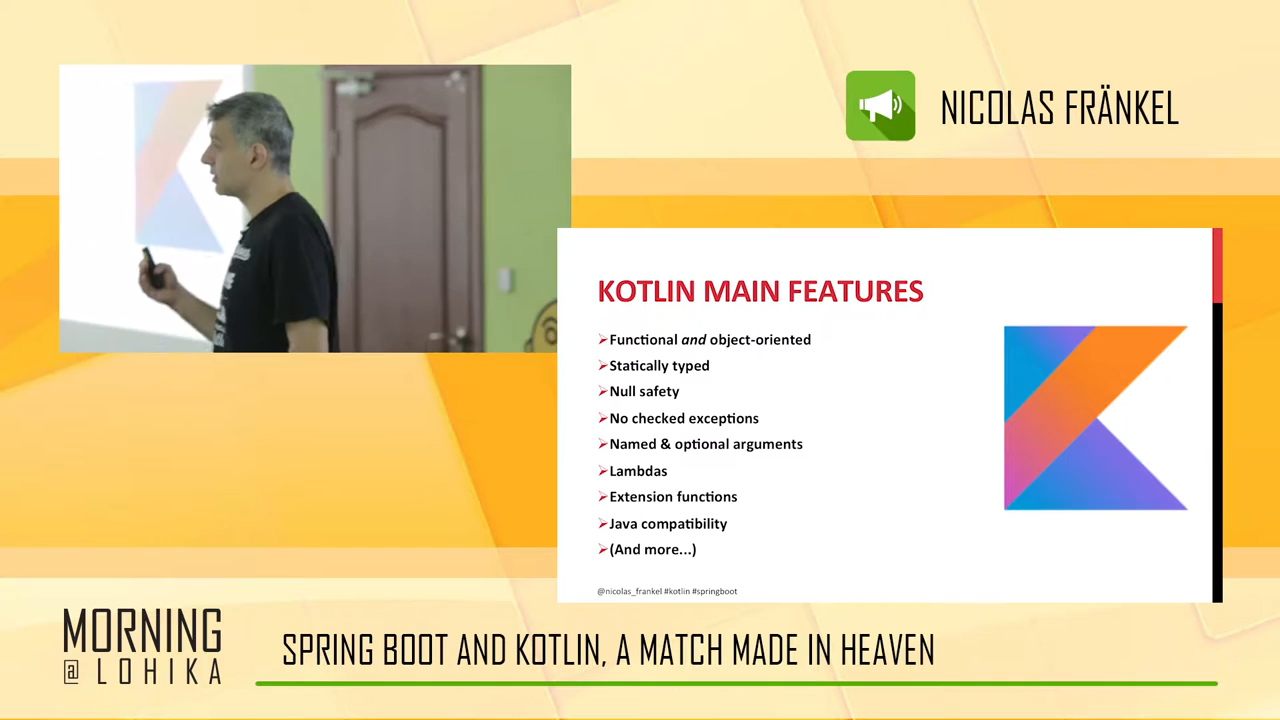 NICOLAS FRÄNKEL
KOTLIN MAIN FEATURES
➢Functional and object-oriented
➢Statically typed
➢Null safety
➢No checked exceptions
➢Named & optional arguments
➢Lambdas
➢Extension functions
➢Java compatibility
➢(And more...)
@nicolas_frankel #kotlin #springboot
MORNING
@ LOHIKA
SPRING BOOT AND KOTLIN, A MATCH MADE IN HEAVEN